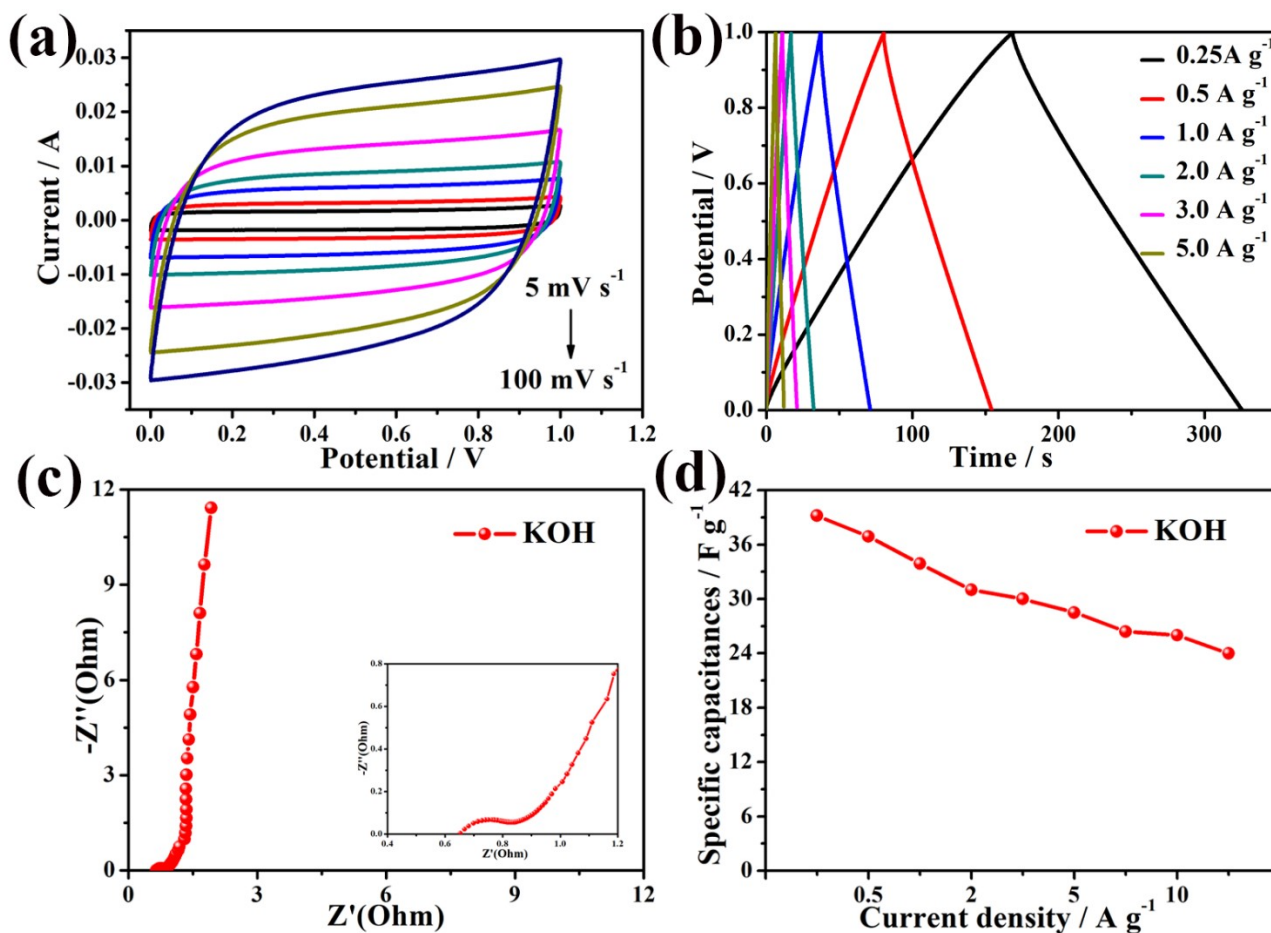 (a)
0.03
0.02
0.01
0.00
-0.01
-0.02
-0.03
Current / A
5 mV s⁻¹
100 mV s⁻¹
0.0 0.2 0.4 0.6 0.8 1.0 1.2
Potential / V
(b)
1.0
0.8
0.6
0.4
0.2
0.0
Potential / V
0.25A g⁻¹
0.5 A g⁻¹
1.0 A g⁻¹
2.0 A g⁻¹
3.0 A g⁻¹
5.0 A g⁻¹
0 100 200 300
Time / s
(c)
12
9
6
3
0
-Z''(Ohm)
KOH
0.8
0.6
0.4
0.2
0.0
-Z''(Ohm)
0.4 0.6 0.8 1.0 1.2
Z'(Ohm)
0 3 6 9 12
Z'(Ohm)
(d)
42
36
30
24
18
12
6
0
Specific capacitances / F g⁻¹
KOH
0.5 2 5 10
Current density / A g⁻¹